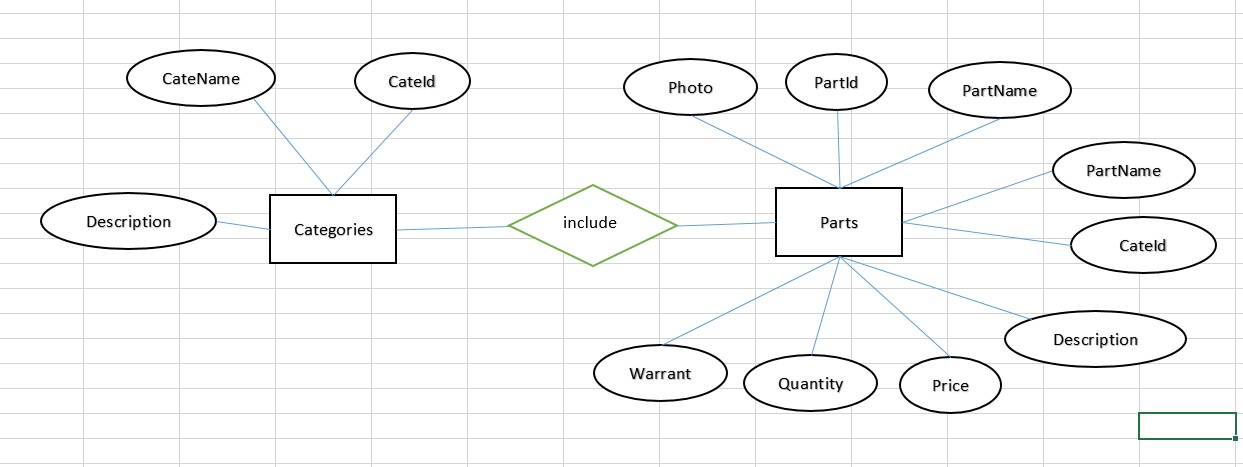 CateName
CateId
Photo
PartId
PartName
PartName
Description
Categories
include
Parts
CateId
Description
Warrant
Quantity
Price